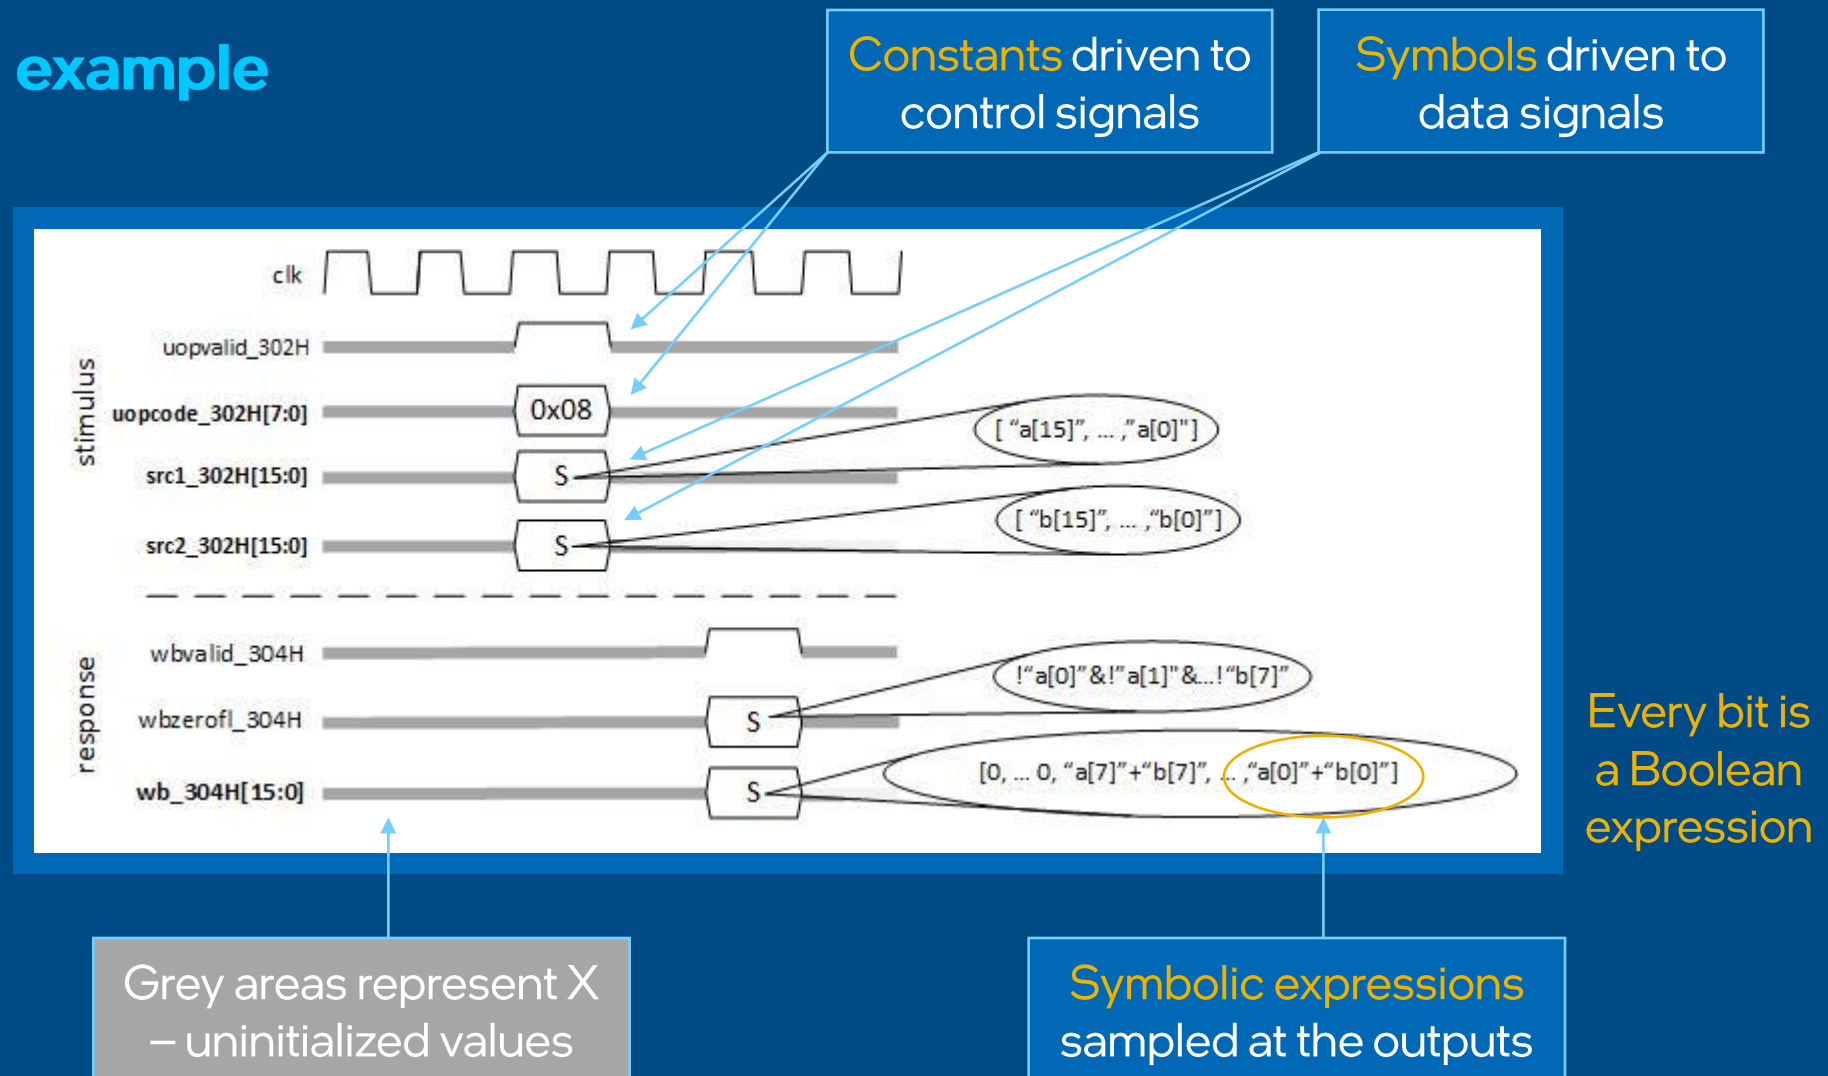 example
Constants driven to
control signals
Symbols driven to
data signals
clk
stimulus
uopvalid_302H
uopcode_302H[7:0]
0x08
["a[15]", ... ,"a[0]"]
src1_302H[15:0]
S
["b[15]", ... ,"b[0]"]
src2_302H[15:0]
S
response
wbvalid_304H
!"a[0]"&!"a[1]"&...!"b[7]"
wbzerofl_304H
S
[0, ... 0, "a[7]"+"b[7]", ... ,"a[0]"+"b[0]"]
wb_304H[15:0]
S
Every bit is
a Boolean
expression
Grey areas represent X
– uninitialized values
Symbolic expressions
sampled at the outputs